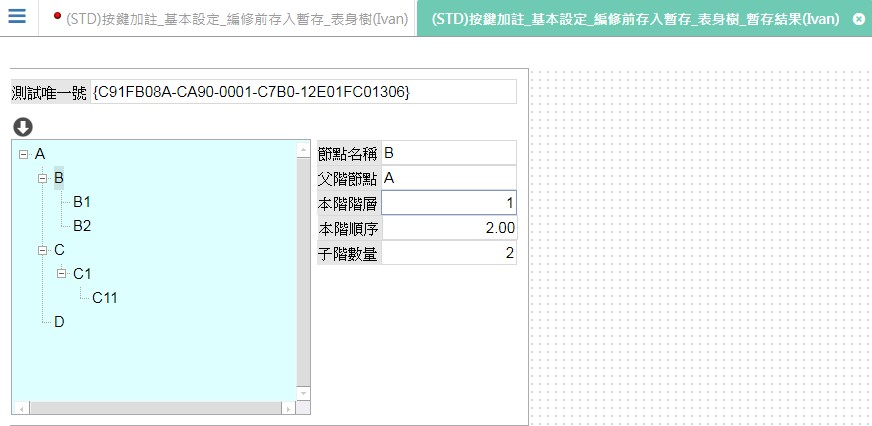 (STD)按鍵加註_基本設定_編修前存入暫存_表身樹(Ivan)
(STD)按鍵加註_基本設定_編修前存入暫存_表身樹_暫存結果(Ivan)
測試唯一號 {C91FB08A-CA90-0001-C7B0-12E01FC01306}
A
B
B1
B2
C
C1
C11
D
節點名稱 B
父階節點 A
本階階層 1
本階順序 2.00
子階數量 2